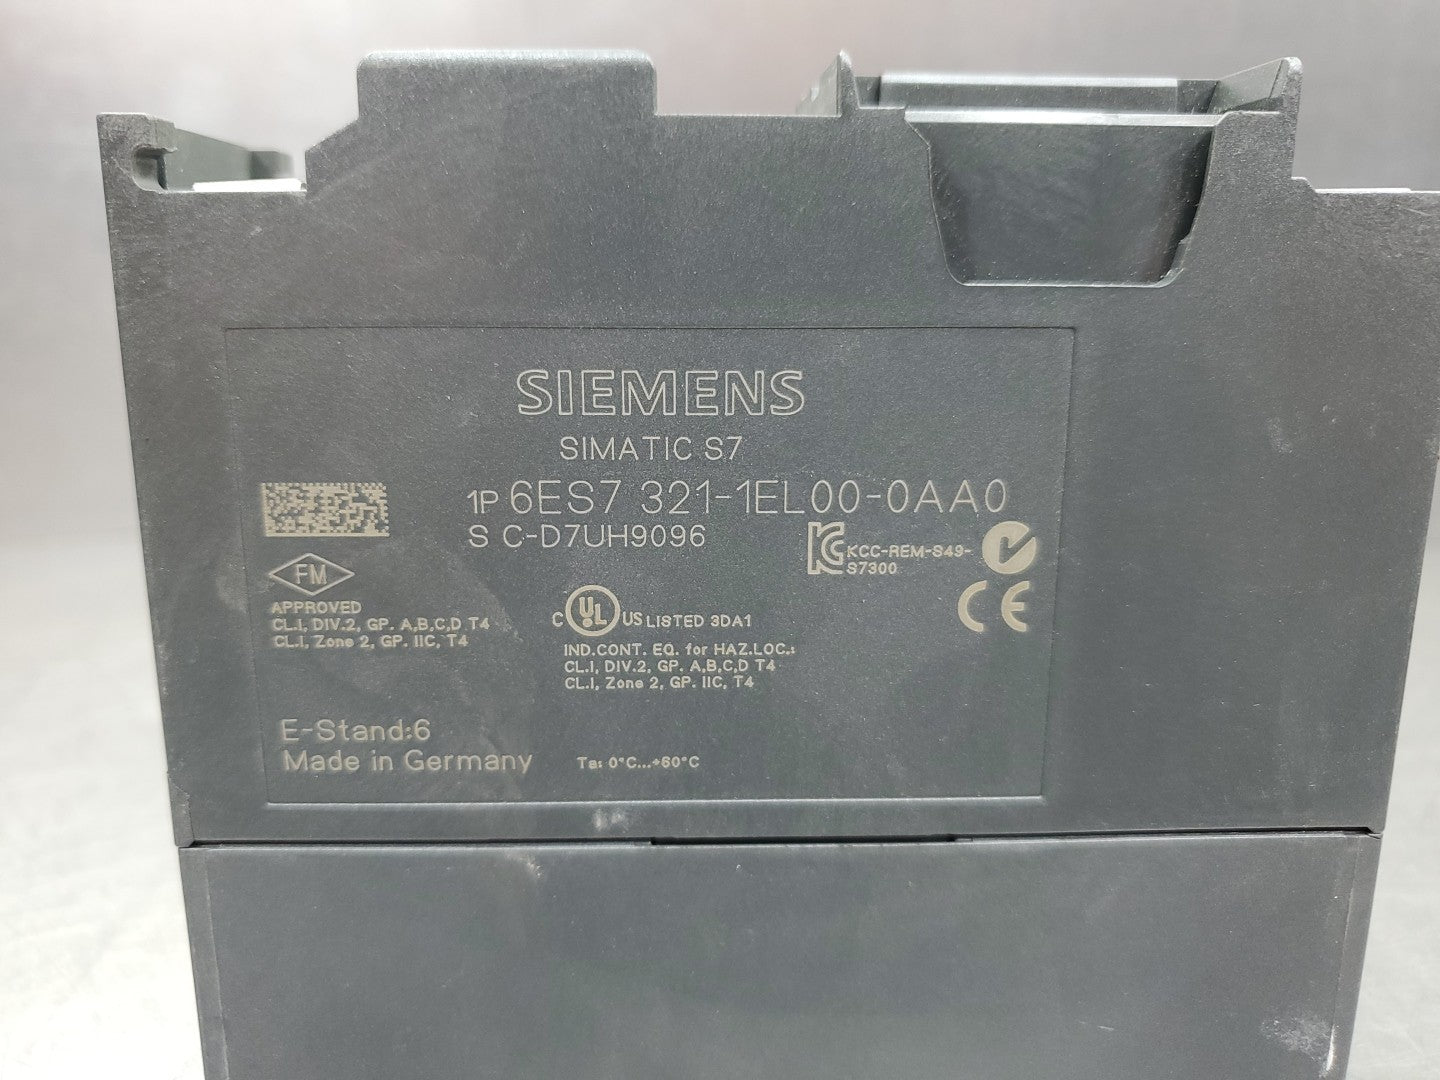 SIEMENS
SIMATIC S7
1P 6ES7 321-1EL00-0AA0
S C-D7UH9096
KCC-REM-S49-
S7300
FM
APPROVED
CL.I, DIV.2, GP. A,B,C,D T4
CL.I, Zone 2, GP. IIC, T4
C UL US LISTED 3DA1
IND.CONT. EQ. for HAZ.LOC.:
CL.I, DIV.2, GP. A,B,C,D T4
CL.I, Zone 2, GP. IIC, T4
CE
E-Stand:6
Made in Germany
Ta: 0°C...+60°C